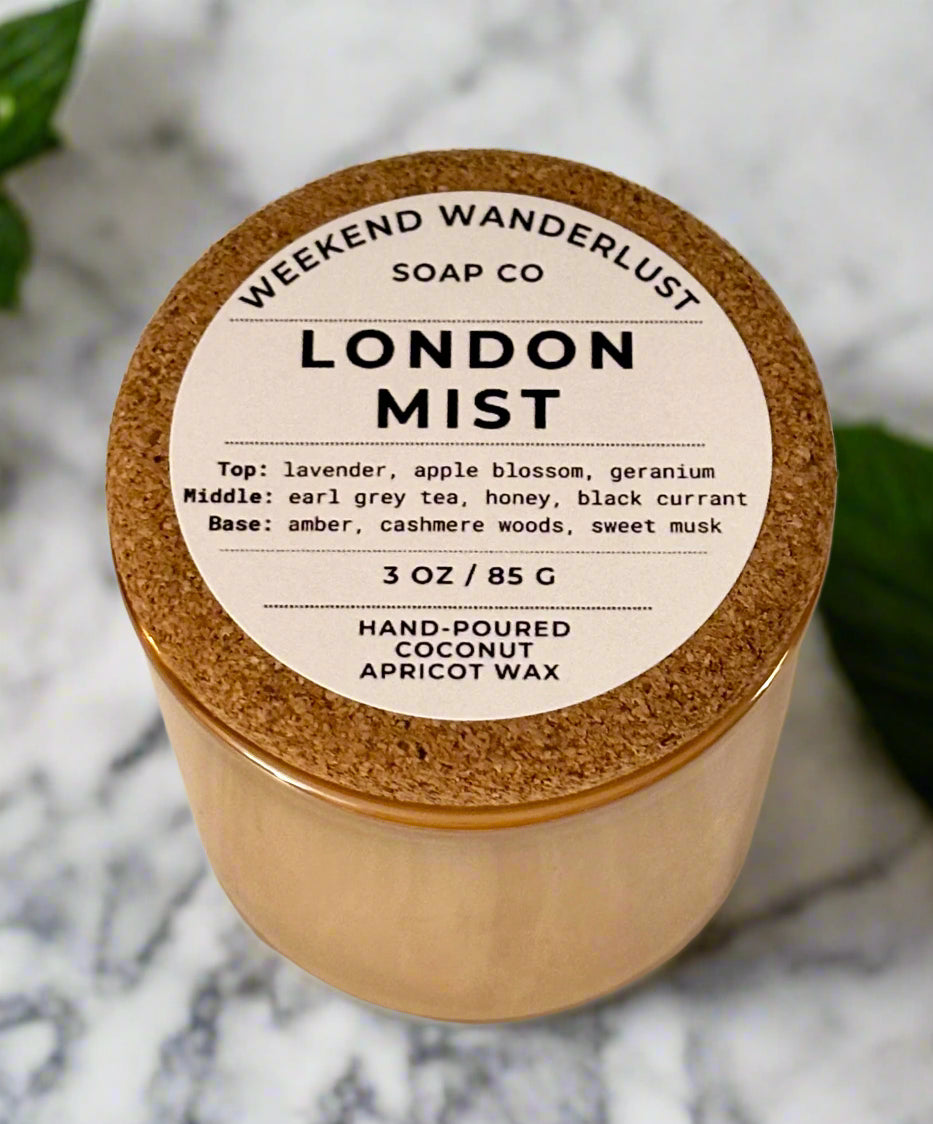 WEEKEND WANDERLUST
SOAP CO
LONDON
MIST
Top: lavender, apple blossom, geranium
Middle: earl grey tea, honey, black currant
Base: amber, cashmere woods, sweet musk
3 OZ / 85 G
HAND-POURED
COCONUT
APRICOT WAX